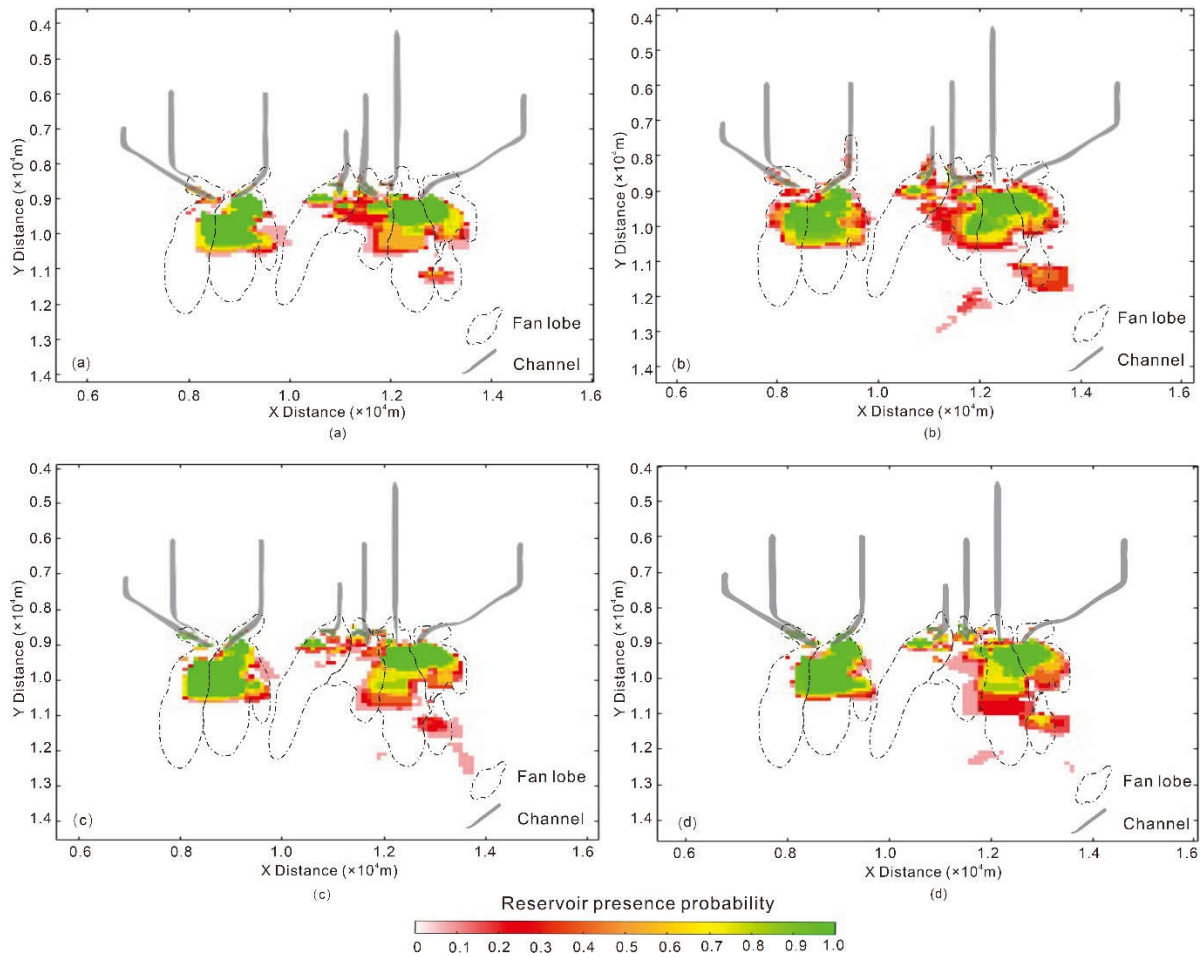 0.4
0.5
0.6
0.7
0.8
0.9
1.0
1.1
1.2
1.3
1.4
Y Distance (×10⁴m)
Fan lobe
Channel
(a)
0.6 0.8 1.0 1.2 1.4 1.6
X Distance (×10⁴m)
(a)
0.4
0.5
0.6
0.7
0.8
0.9
1.0
1.1
1.2
1.3
1.4
Y Distance (×10⁴m)
Fan lobe
Channel
(b)
0.6 0.8 1.0 1.2 1.4 1.6
X Distance (×10⁴m)
(b)
0.4
0.5
0.6
0.7
0.8
0.9
1.0
1.1
1.2
1.3
1.4
Y Distance (×10⁴m)
Fan lobe
Channel
(c)
0.6 0.8 1.0 1.2 1.4 1.6
X Distance (×10⁴m)
(c)
0.4
0.5
0.6
0.7
0.8
0.9
1.0
1.1
1.2
1.3
1.4
Y Distance (×10⁴m)
Fan lobe
Channel
(d)
0.6 0.8 1.0 1.2 1.4 1.6
X Distance (×10⁴m)
(d)
Reservoir presence probability
0 0.1 0.2 0.3 0.4 0.5 0.6 0.7 0.8 0.9 1.0